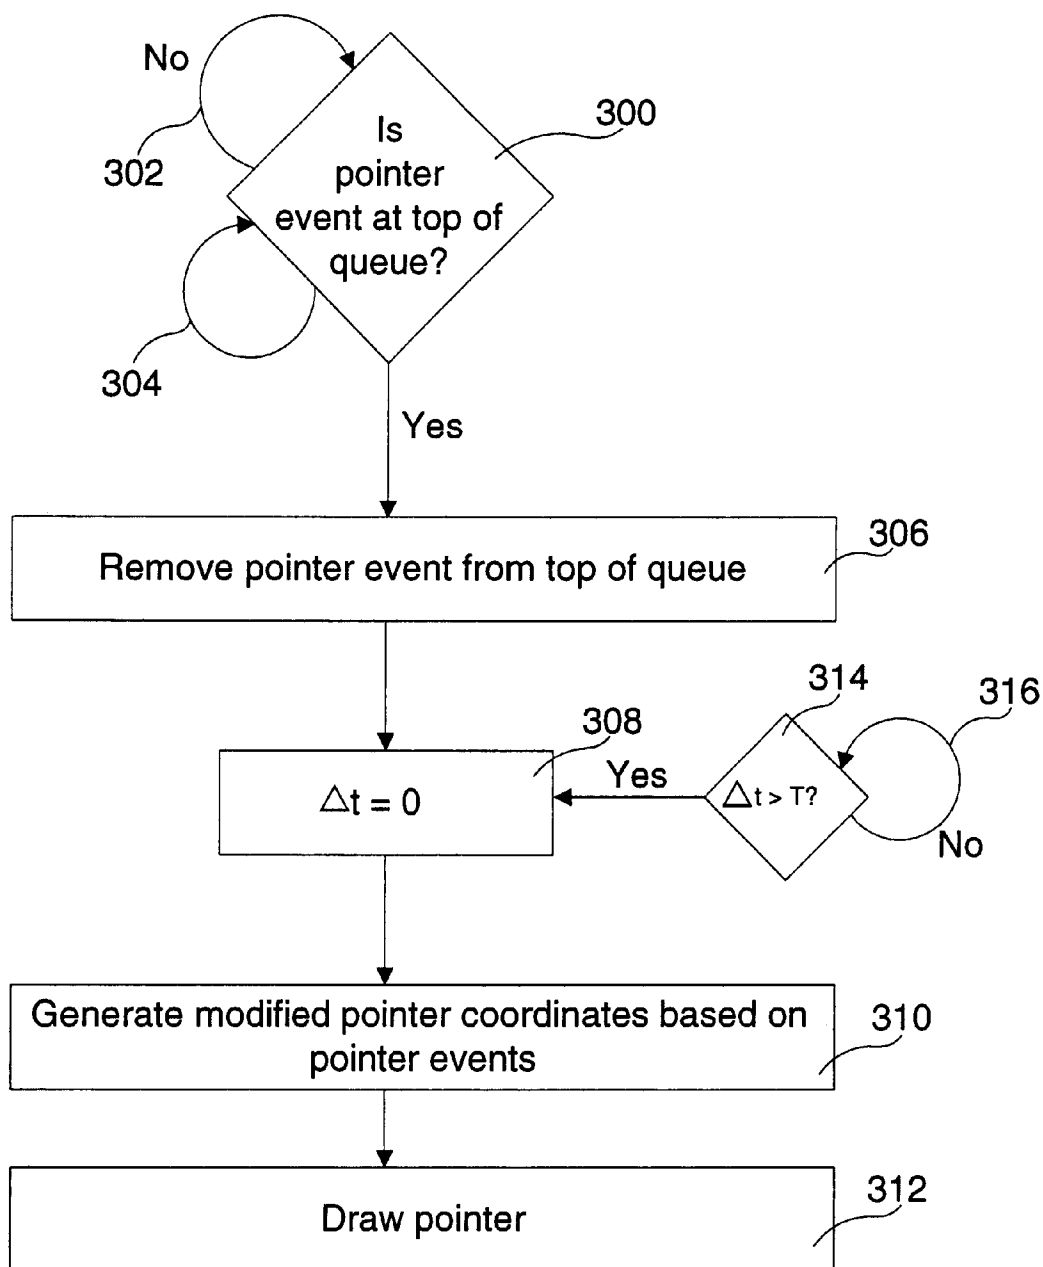 No
300
Is
pointer
event at top of
queue?
302
304
Yes
306
Remove pointer event from top of queue
314
316
308
Δt = 0
Yes
Δt > T?
No
Generate modified pointer coordinates based on
pointer events
310
312
Draw pointer